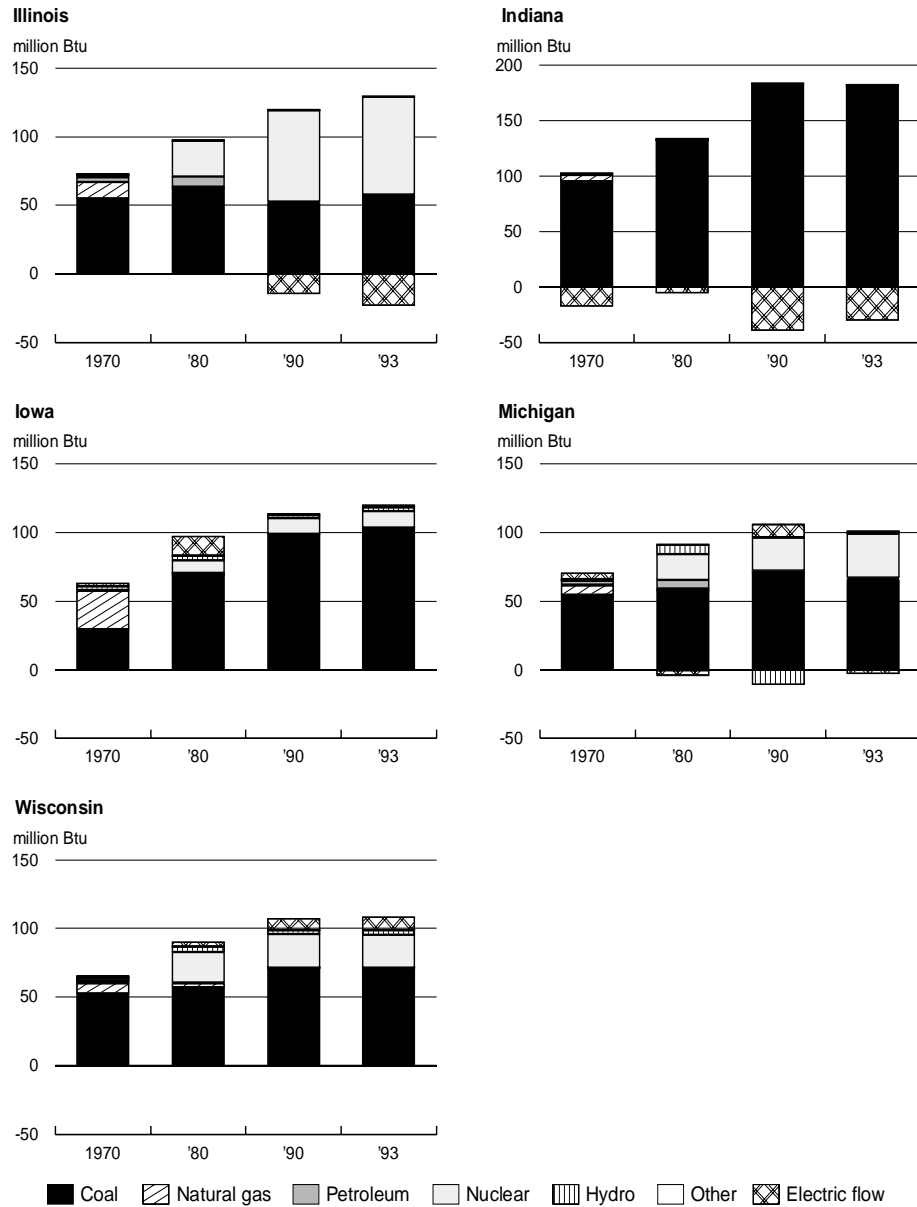 Illinois
million Btu
150
100
50
0
-50
1970 '80 '90 '93
Indiana
million Btu
200
150
100
50
0
-50
1970 '80 '90 '93
Iowa
million Btu
150
100
50
0
-50
1970 '80 '90 '93
Michigan
million Btu
150
100
50
0
-50
1970 '80 '90 '93
Wisconsin
million Btu
150
100
50
0
-50
1970 '80 '90 '93
Coal Natural gas Petroleum Nuclear Hydro Other Electric flow